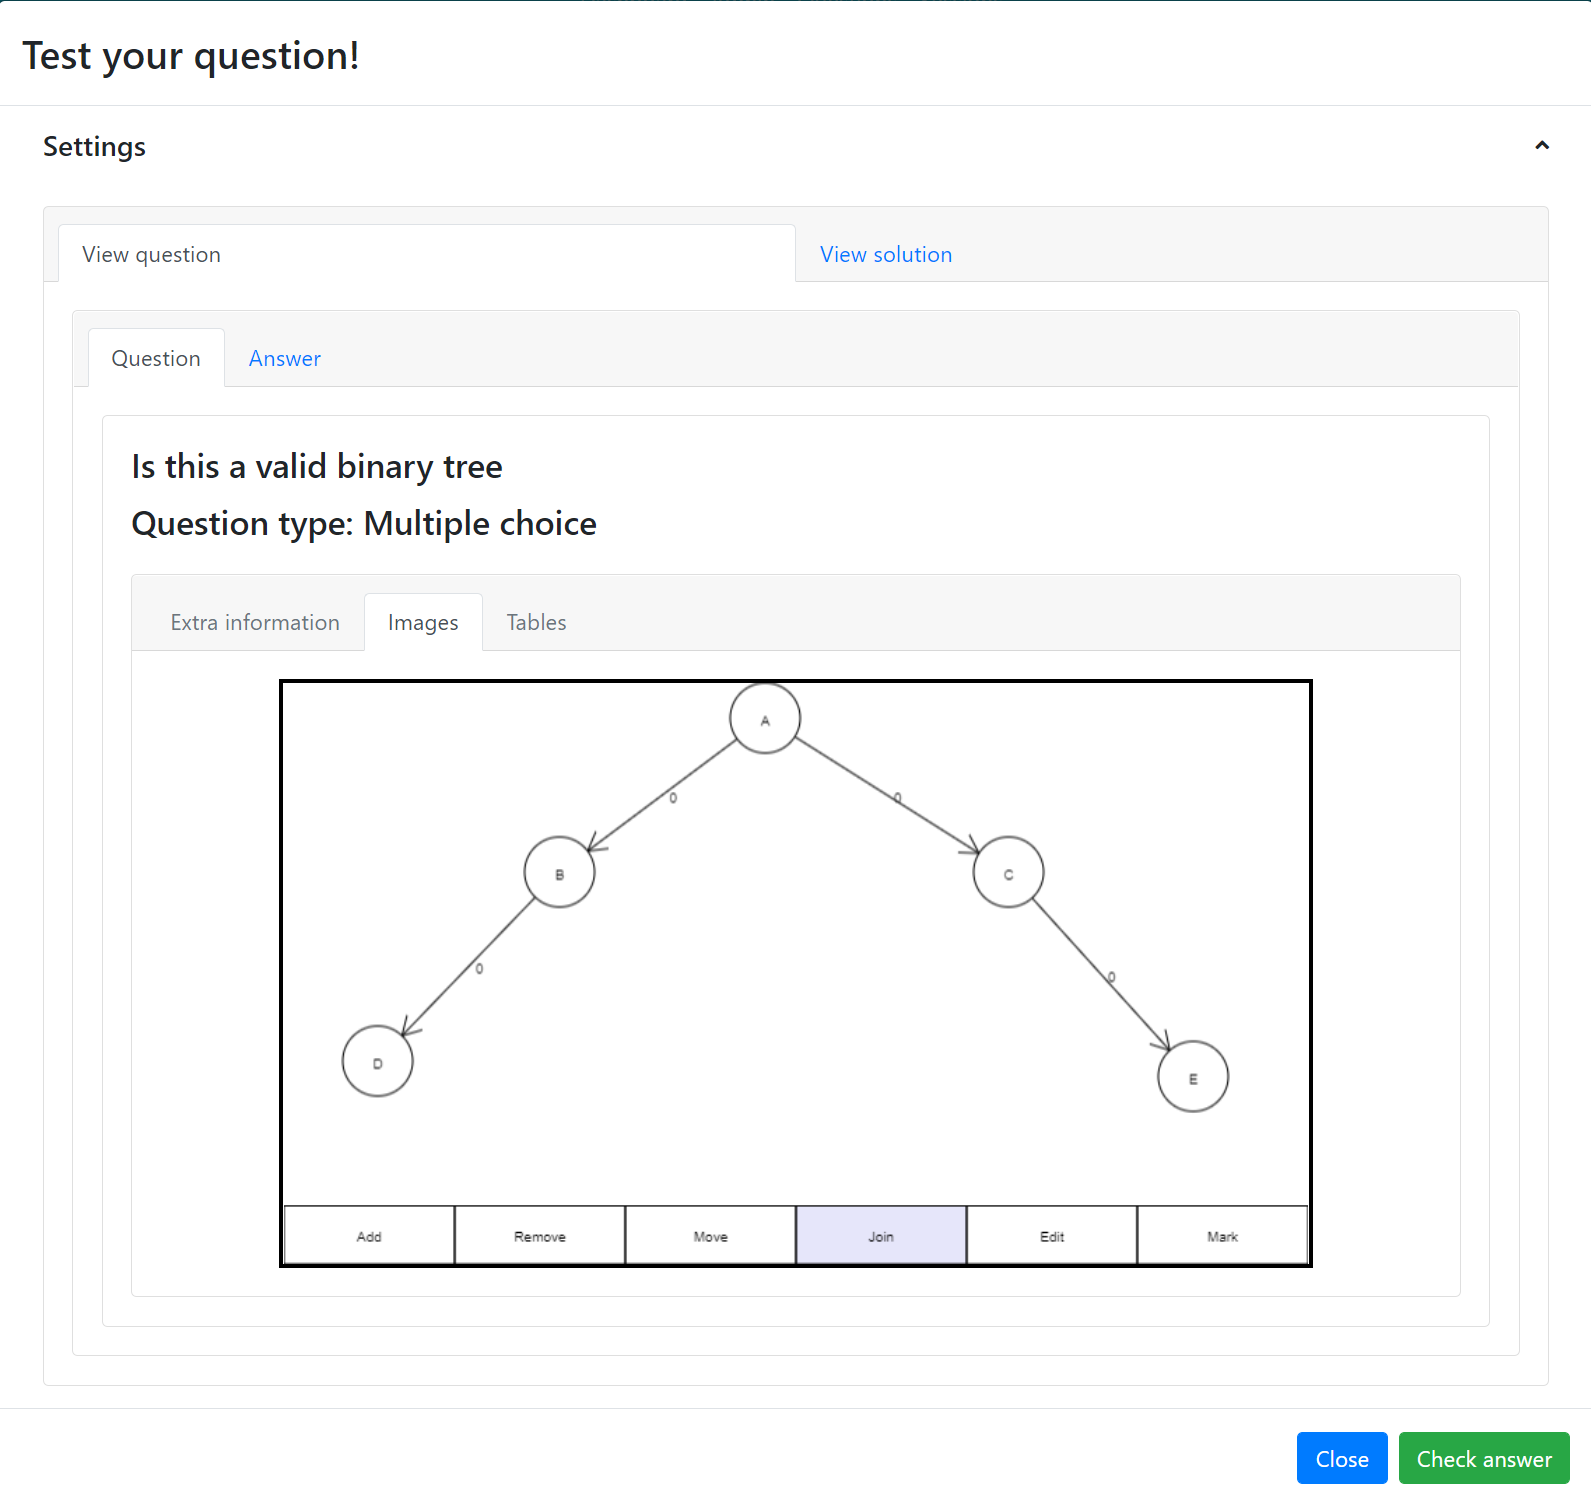 Test your question!
Settings
View question
View solution
Question
Answer
Is this a valid binary tree
Question type: Multiple choice
Extra information
Images
Tables
A
0
0
B
C
0
0
D
E
Add
Remove
Move
Join
Edit
Mark
Close
Check answer